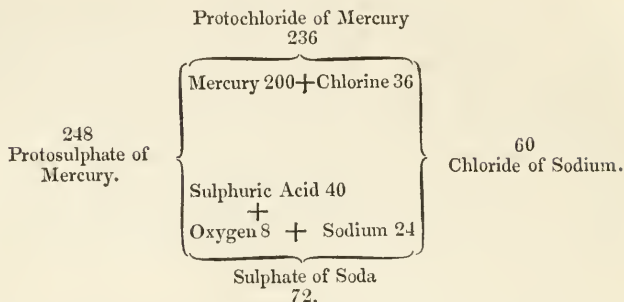 Protochloride of Mercury
236
Mercury 200+Chlorine 36
248
Protosulphate of
Mercury.
60
Chloride of Sodium.
Sulphuric Acid 40
+
Oxygen 8 + Sodium 24
Sulphate of Soda
72.